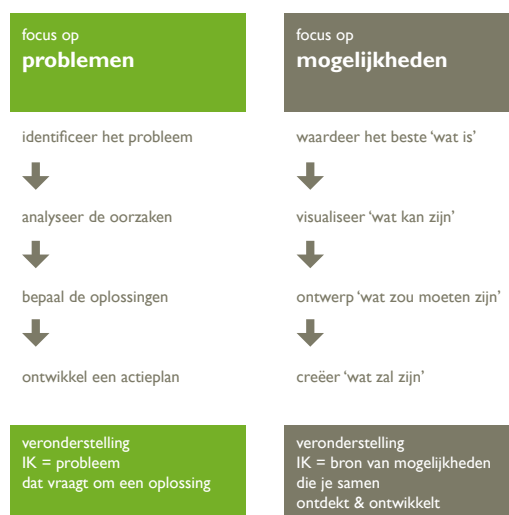 focus op
problemen
identificeer het probleem
analyseer de oorzaken
bepaal de oplossingen
ontwikkel een actieplan
veronderstelling
IK = probleem
dat vraagt om een oplossing
focus op
mogelijkheden
waardeer het beste ‘wat is’
visualiseer ‘wat kan zijn’
ontwerp ‘wat zou moeten zijn’
creëer ‘wat zal zijn’
veronderstelling
IK = bron van mogelijkheden
die je samen
ontdekt & ontwikkelt